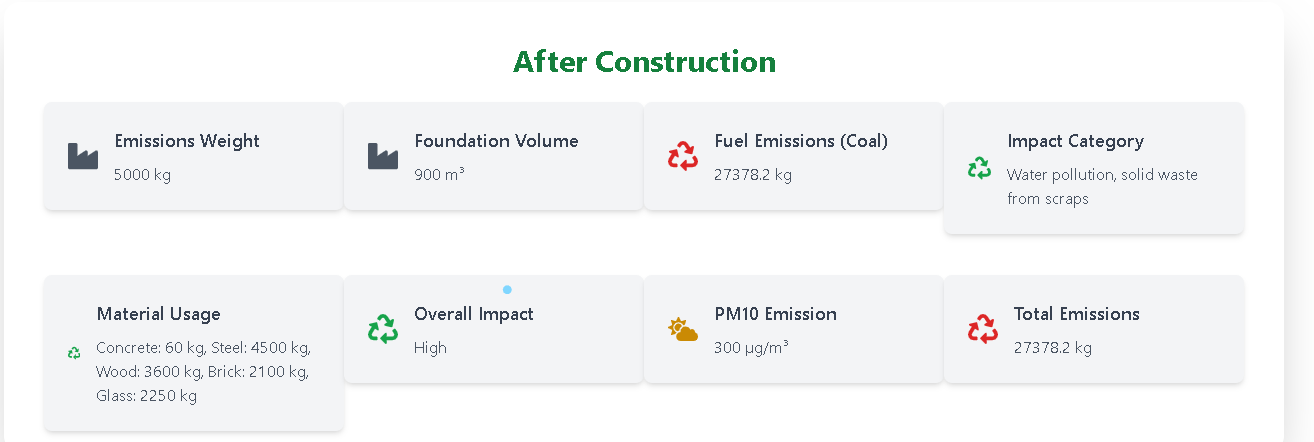 After Construction
Emissions Weight
5000 kg
Foundation Volume
900 m³
Fuel Emissions (Coal)
27378.2 kg
Impact Category
Water pollution, solid waste
from scraps
Material Usage
Concrete: 60 kg, Steel: 4500 kg,
Wood: 3600 kg, Brick: 2100 kg,
Glass: 2250 kg
Overall Impact
High
PM10 Emission
300 µg/m³
Total Emissions
27378.2 kg